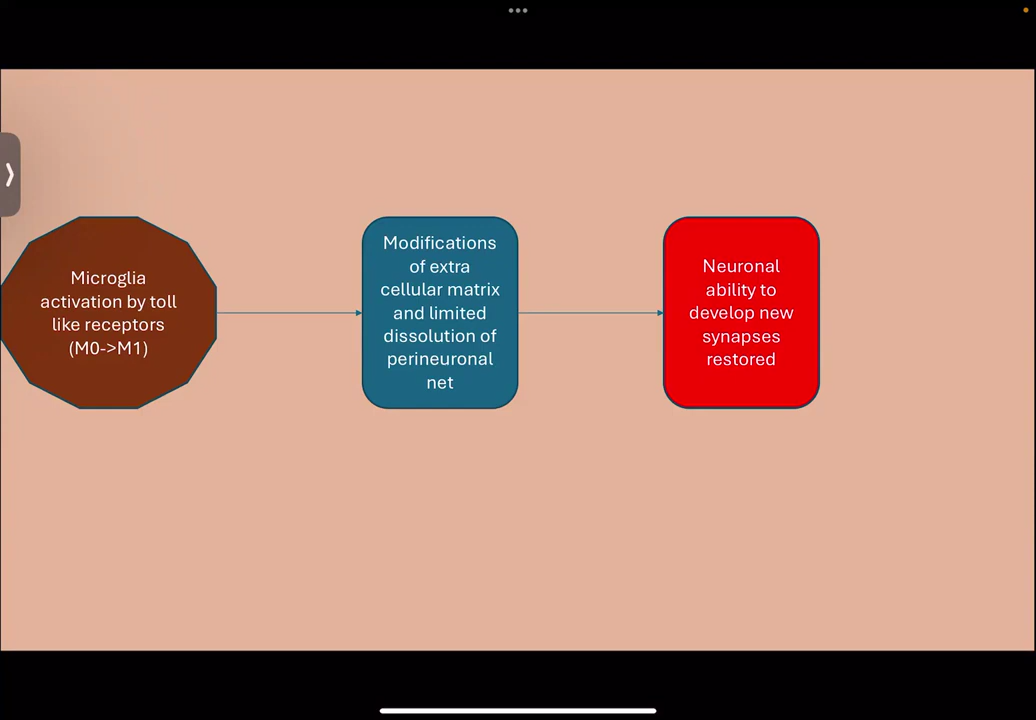 Microglia
activation by toll
like receptors
(M0->M1)
Modifications
of extra
cellular matrix
and limited
dissolution of
perineuronal
net
Neuronal
ability to
develop new
synapses
restored